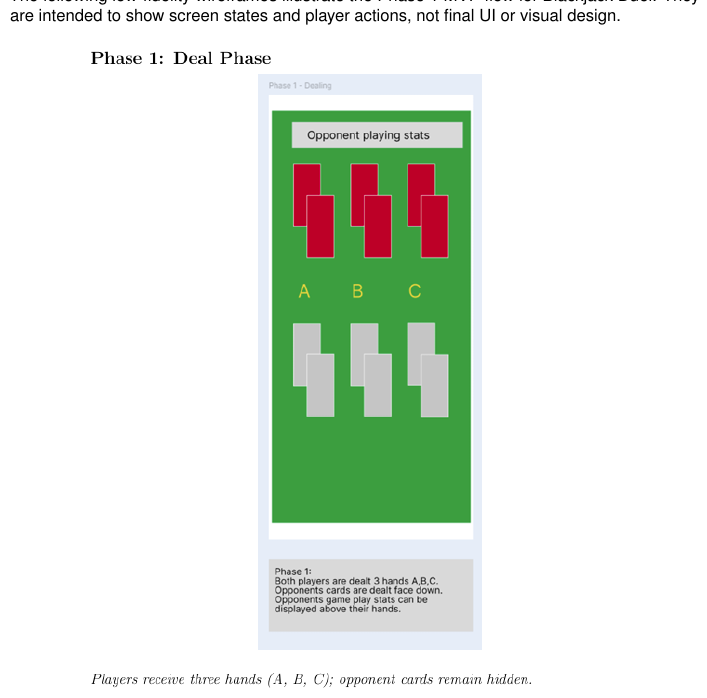 are intended to show screen states and player actions, not final UI or visual design.
Phase 1: Deal Phase
Phase 1 - Dealing
Opponent playing stats
A B C
Phase 1:
Both players are dealt 3 hands A,B,C.
Opponents cards are dealt face down.
Opponents game play stats can be
displayed above their hands.
Players receive three hands (A, B, C); opponent cards remain hidden.